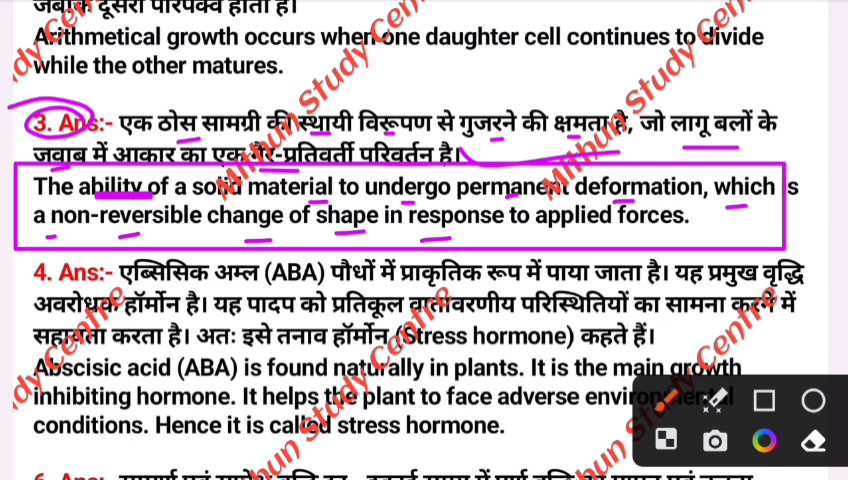 जबकि दूसरी परिपक्व होती है।
Arithmetical growth occurs when one daughter cell continues to divide
while the other matures.
3. Ans:- एक ठोस सामग्री की स्थायी विरूपण से गुजरने की क्षमता है, जो लागू बलों के
जवाब में आकार का एक गैर-प्रतिवर्ती परिवर्तन है।
The ability of a solid material to undergo permanent deformation, which is
a non-reversible change of shape in response to applied forces.
4. Ans:- एब्सिसिक अम्ल (ABA) पौधों में प्राकृतिक रूप में पाया जाता है। यह प्रमुख वृद्धि
अवरोधक हॉर्मोन है। यह पादप को प्रतिकूल वातावरणीय परिस्थितियों का सामना करने में
सहायता करता है। अतः इसे तनाव हॉर्मोन (Stress hormone) कहते हैं।
Abscisic acid (ABA) is found naturally in plants. It is the main growth
inhibiting hormone. It helps the plant to face adverse environmental
conditions. Hence it is called stress hormone.
Mithun Study Centre
Mithun Study Centre